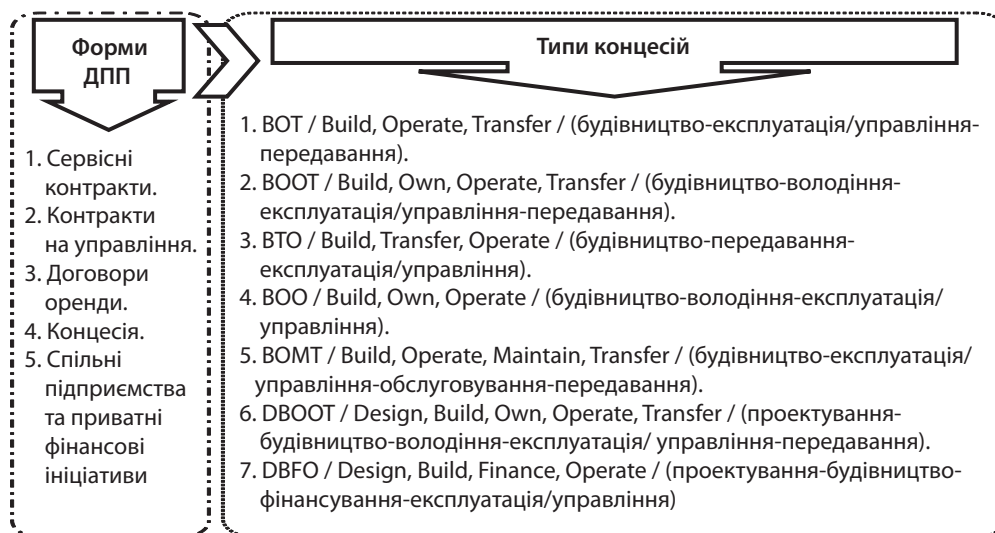 Форми
ДПП
1. Сервісні
контракти.
2. Контракти
на управління.
3. Договори
оренди.
4. Концесія.
5. Спільні
підприємства
та приватні
фінансові
ініціативи
Типи концесій
1. BOT / Build, Operate, Transfer / (будівництво-експлуатація/управління-
передавання).
2. BOOT / Build, Own, Operate, Transfer / (будівництво-володіння-
експлуатація/управління-передавання).
3. BTO / Build, Transfer, Operate / (будівництво-передавання-
експлуатація/управління).
4. BOO / Build, Own, Operate / (будівництво-володіння-експлуатація/
управління).
5. BOMT / Build, Operate, Maintain, Transfer / (будівництво-експлуатація/
управління-обслуговування-передавання).
6. DBOOT / Design, Build, Own, Operate, Transfer / (проектування-
будівництво-володіння-експлуатація/ управління-передавання).
7. DBFO / Design, Build, Finance, Operate / (проектування-будівництво-
фінансування-експлуатація/управління)